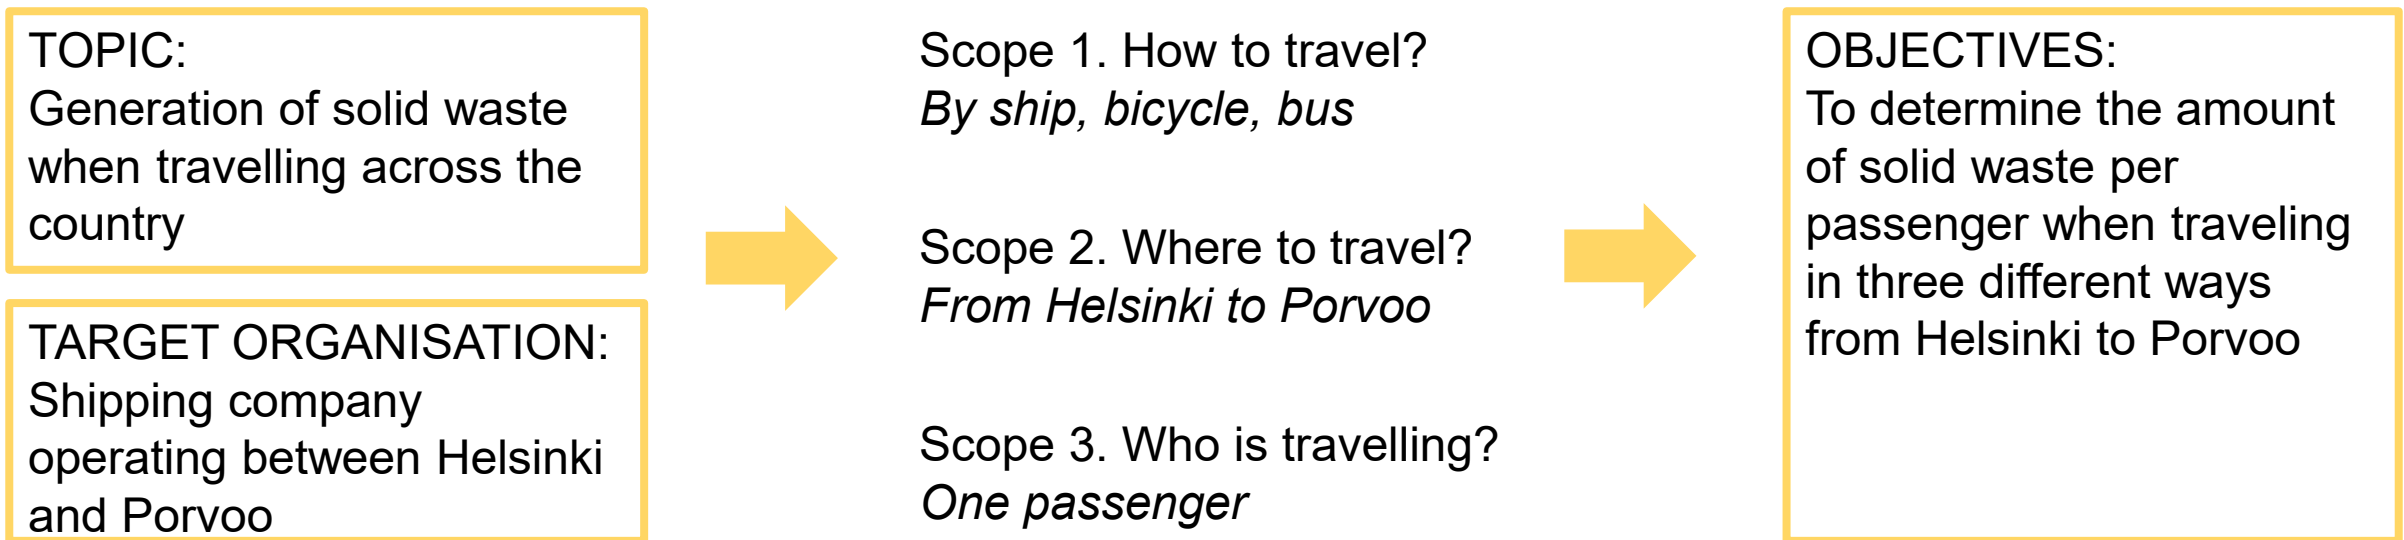 TOPIC:
Generation of solid waste
when travelling across the
country
TARGET ORGANISATION:
Shipping company
operating between Helsinki
and Porvoo
Scope 1. How to travel?
By ship, bicycle, bus
Scope 2. Where to travel?
From Helsinki to Porvoo
Scope 3. Who is travelling?
One passenger
OBJECTIVES:
To determine the amount
of solid waste per
passenger when traveling
in three different ways
from Helsinki to Porvoo